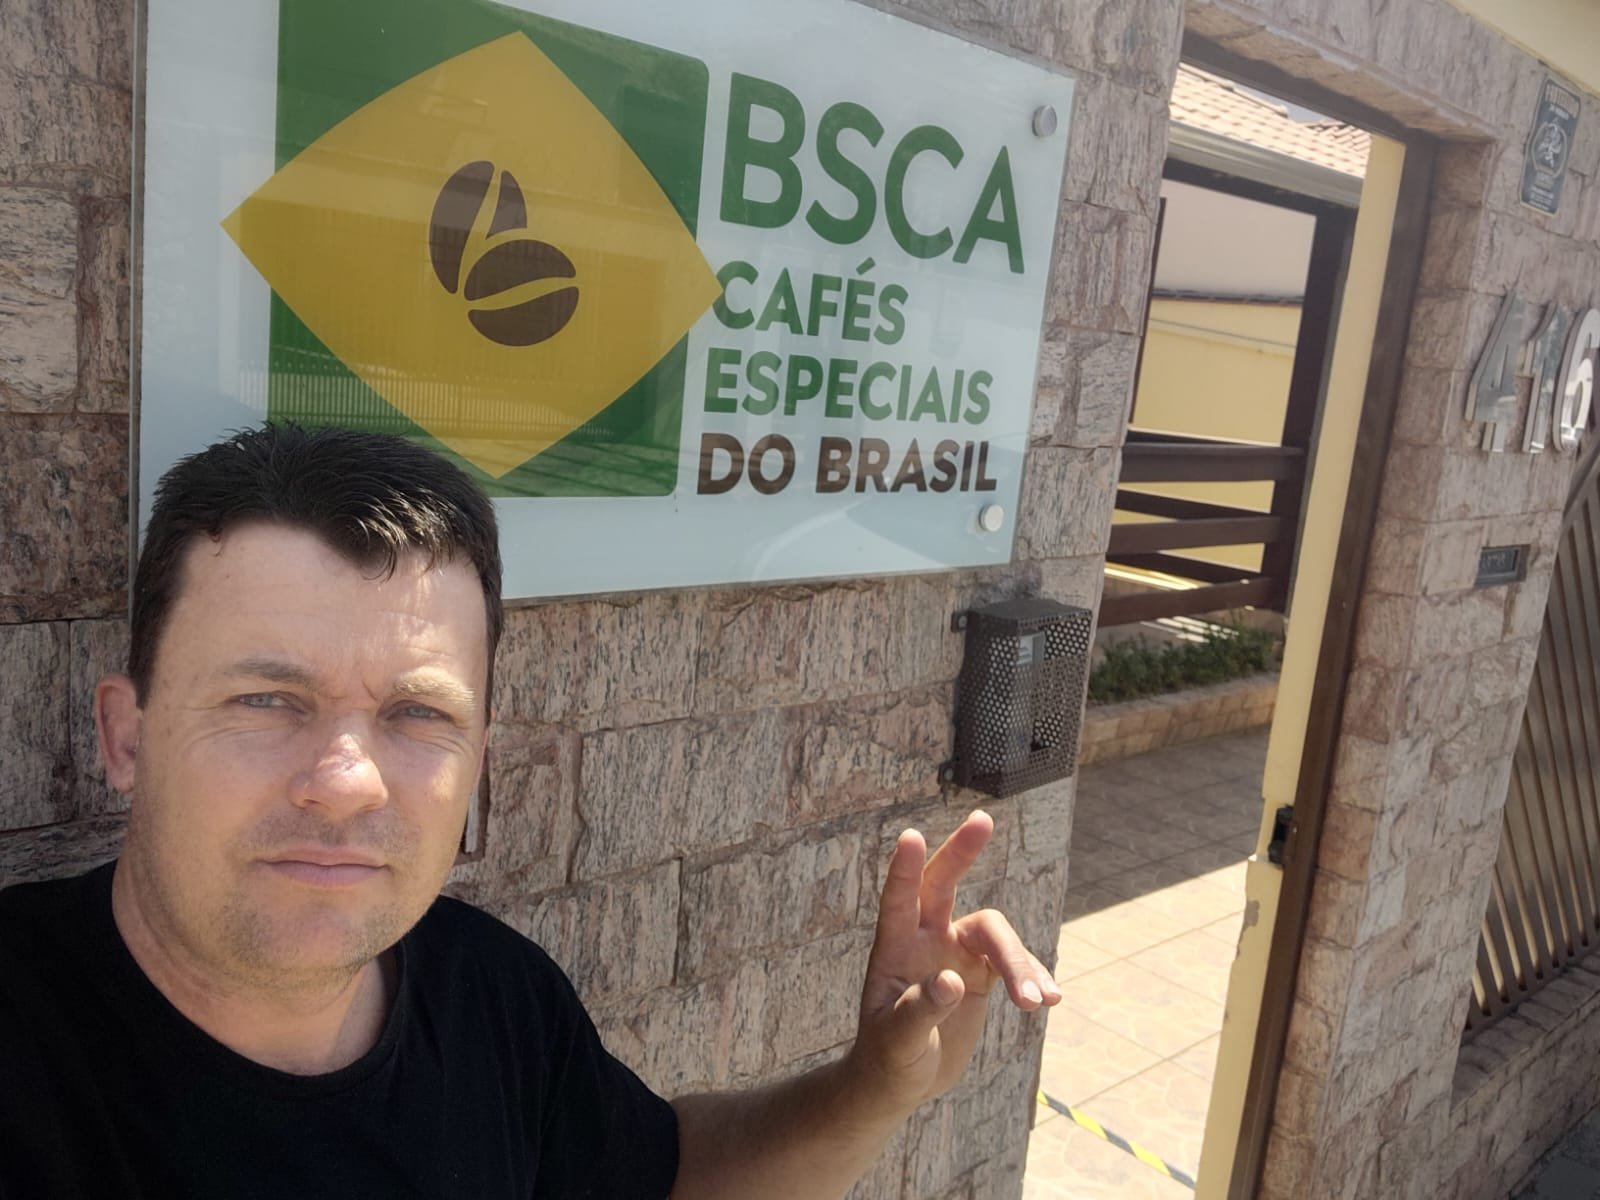 BSCA
CAFÉS
ESPECIAIS
DO BRASIL
416